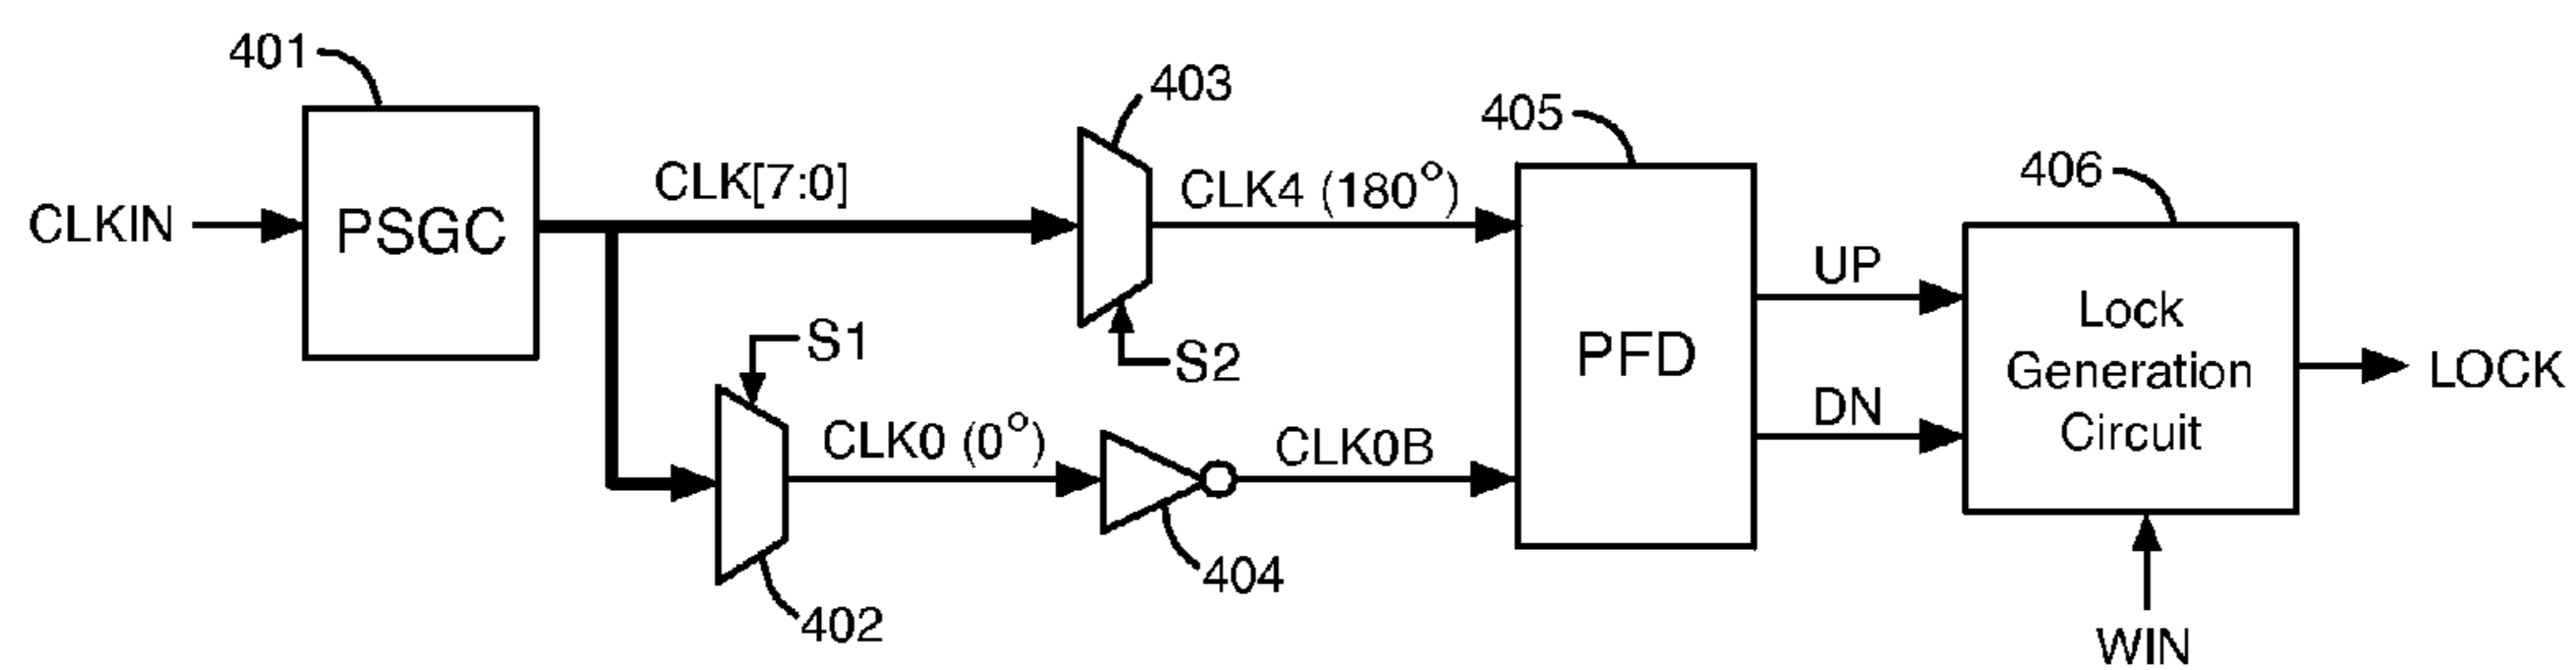 401
403
405
406
CLKIN
PSGC
CLK[7:0]
CLK4 (180°)
UP
Lock
Generation
Circuit
LOCK
S1
S2
PFD
DN
CLK0 (0°)
CLK0B
402
404
WIN